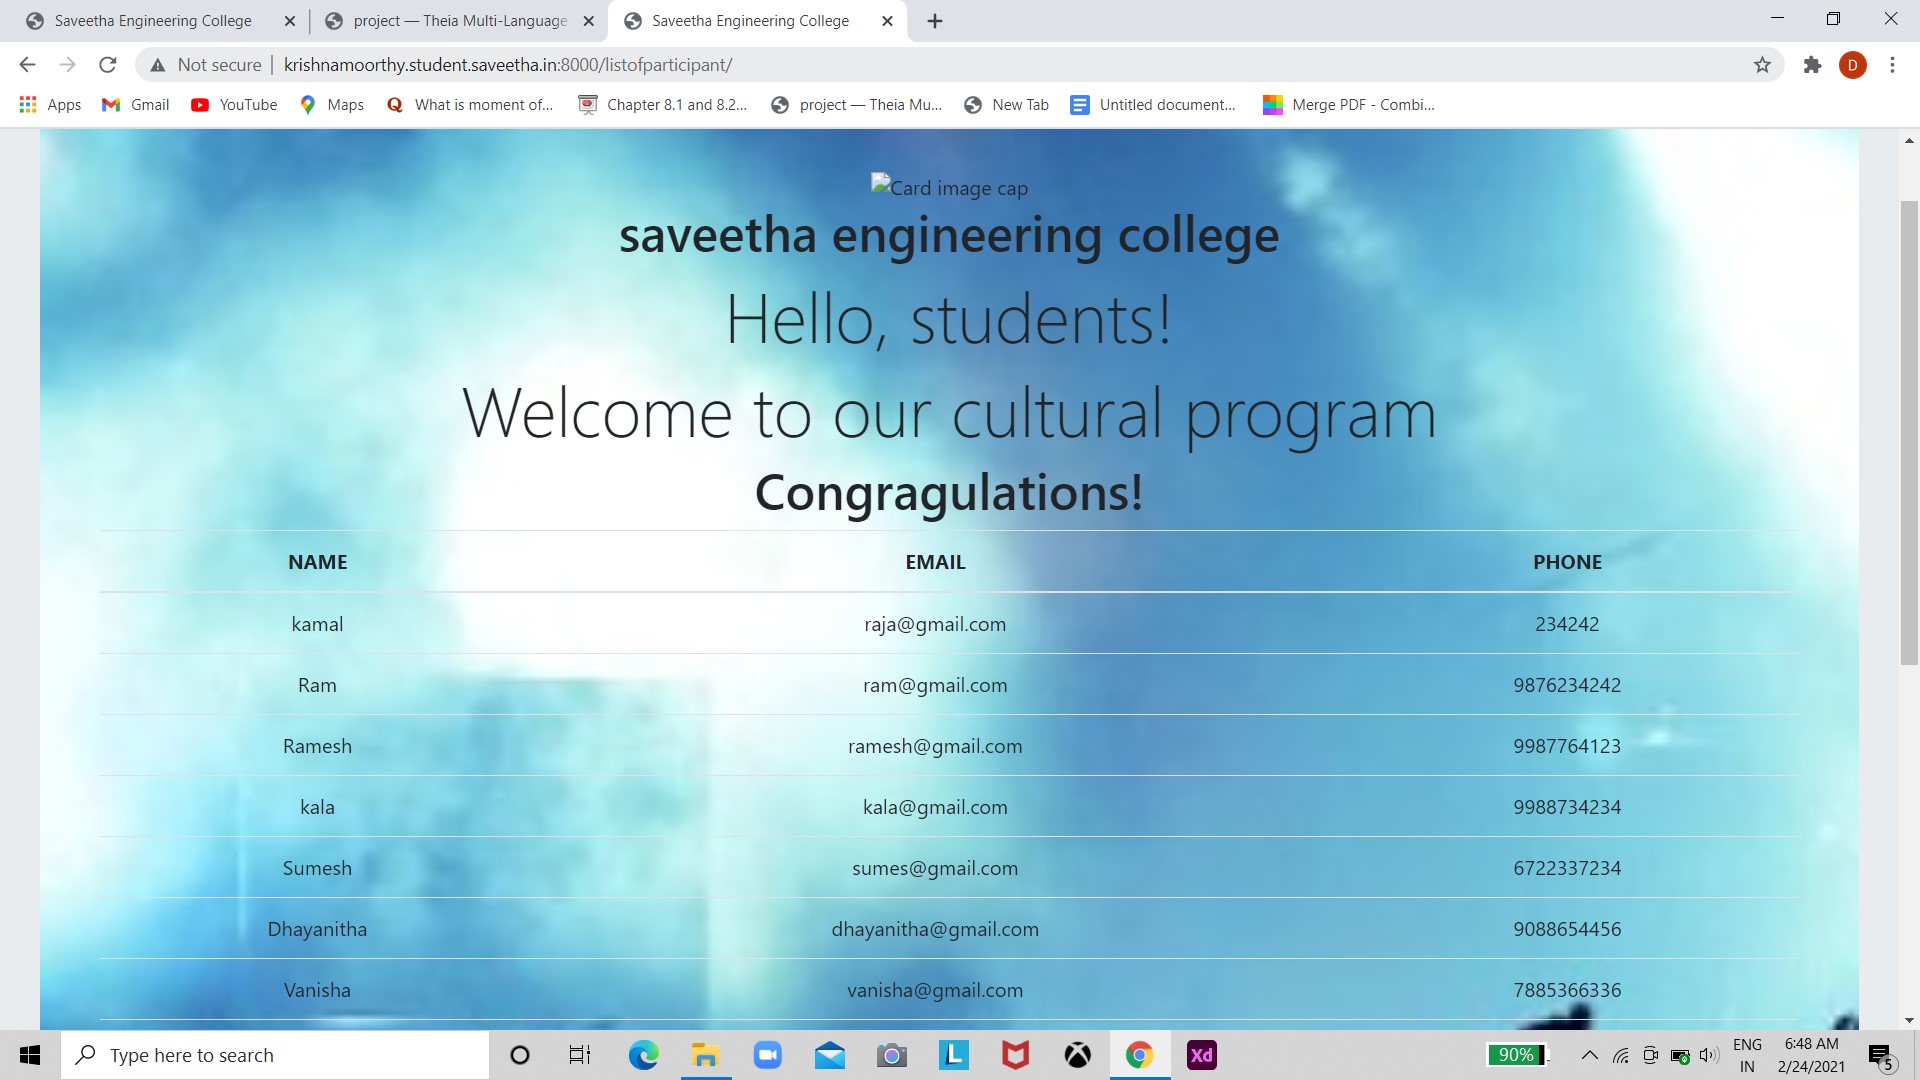 Saveetha Engineering College
project — Theia Multi-Language
Saveetha Engineering College
Not secure | krishnamoorthy.student.saveetha.in:8000/listofparticipant/
D
Apps Gmail YouTube Maps What is moment of... Chapter 8.1 and 8.2... project — Theia Mu... New Tab Untitled document... Merge PDF - Combi...
Card image cap
saveetha engineering college
Hello, students!
Welcome to our cultural program
Congragulations!
NAME EMAIL PHONE
kamal raja@gmail.com 234242
Ram ram@gmail.com 9876234242
Ramesh ramesh@gmail.com 9987764123
kala kala@gmail.com 9988734234
Sumesh sumes@gmail.com 6722337234
Dhayanitha dhayanitha@gmail.com 9088654456
Vanisha vanisha@gmail.com 7885366336
Type here to search
L
Xd
90%
ENG
IN
6:48 AM
2/24/2021
5